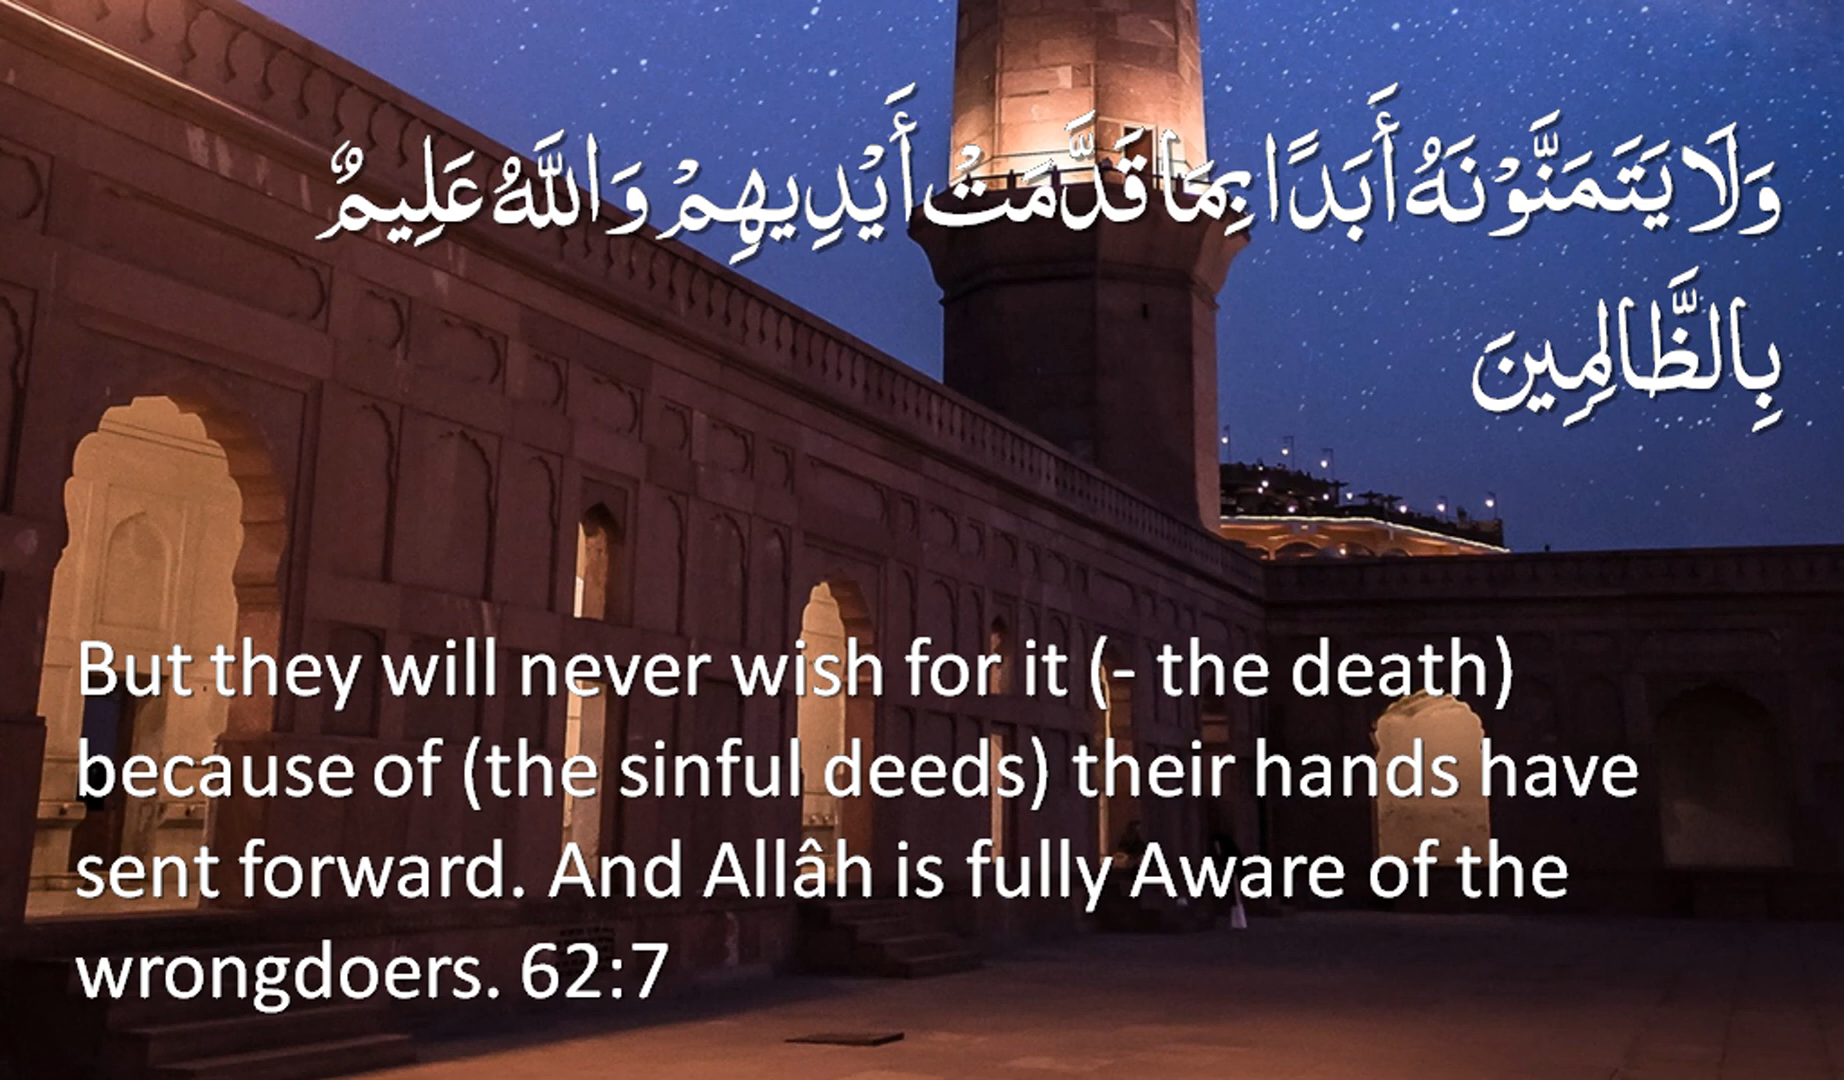 وَلَا يَتَمَنَّوْنَهُ أَبَدًا بِمَا قَدَّمَتْ أَيْدِيهِمْ وَاللَّهُ عَلِيمٌ
بِالظَّالِمِينَ
But they will never wish for it (- the death)
because of (the sinful deeds) their hands have
sent forward. And Allâh is fully Aware of the
wrongdoers. 62:7